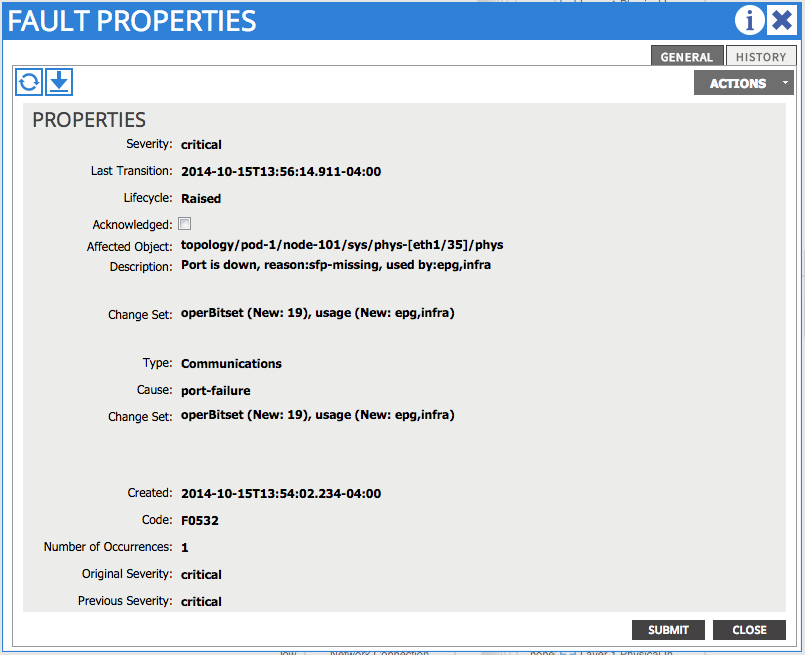 FAULT PROPERTIES
GENERAL HISTORY
ACTIONS
PROPERTIES
Severity: critical
Last Transition: 2014-10-15T13:56:14.911-04:00
Lifecycle: Raised
Acknowledged:
Affected Object: topology/pod-1/node-101/sys/phys-[eth1/35]/phys
Description: Port is down, reason:sfp-missing, used by:epg,infra
Change Set: operBitset (New: 19), usage (New: epg,infra)
Type: Communications
Cause: port-failure
Change Set: operBitset (New: 19), usage (New: epg,infra)
Created: 2014-10-15T13:54:02.234-04:00
Code: F0532
Number of Occurrences: 1
Original Severity: critical
Previous Severity: critical
SUBMIT CLOSE